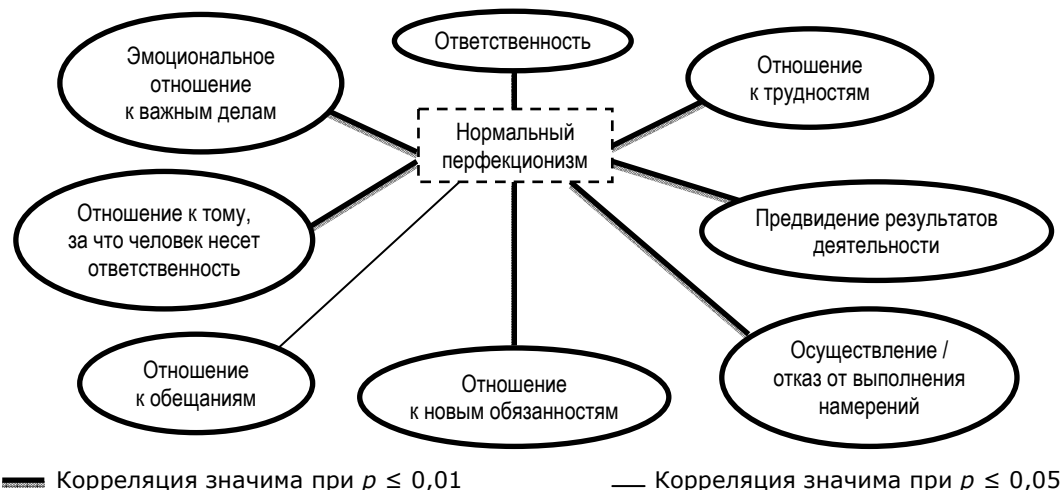 Эмоциональное
отношение
к важным делам
Ответственность
Отношение
к трудностям
Нормальный
перфекционизм
Отношение к тому,
за что человек несет
ответственность
Предвидение результатов
деятельности
Отношение
к обещаниям
Отношение
к новым обязанностям
Осуществление /
отказ от выполнения
намерений
Корреляция значима при p ≤ 0,01
Корреляция значима при p ≤ 0,05